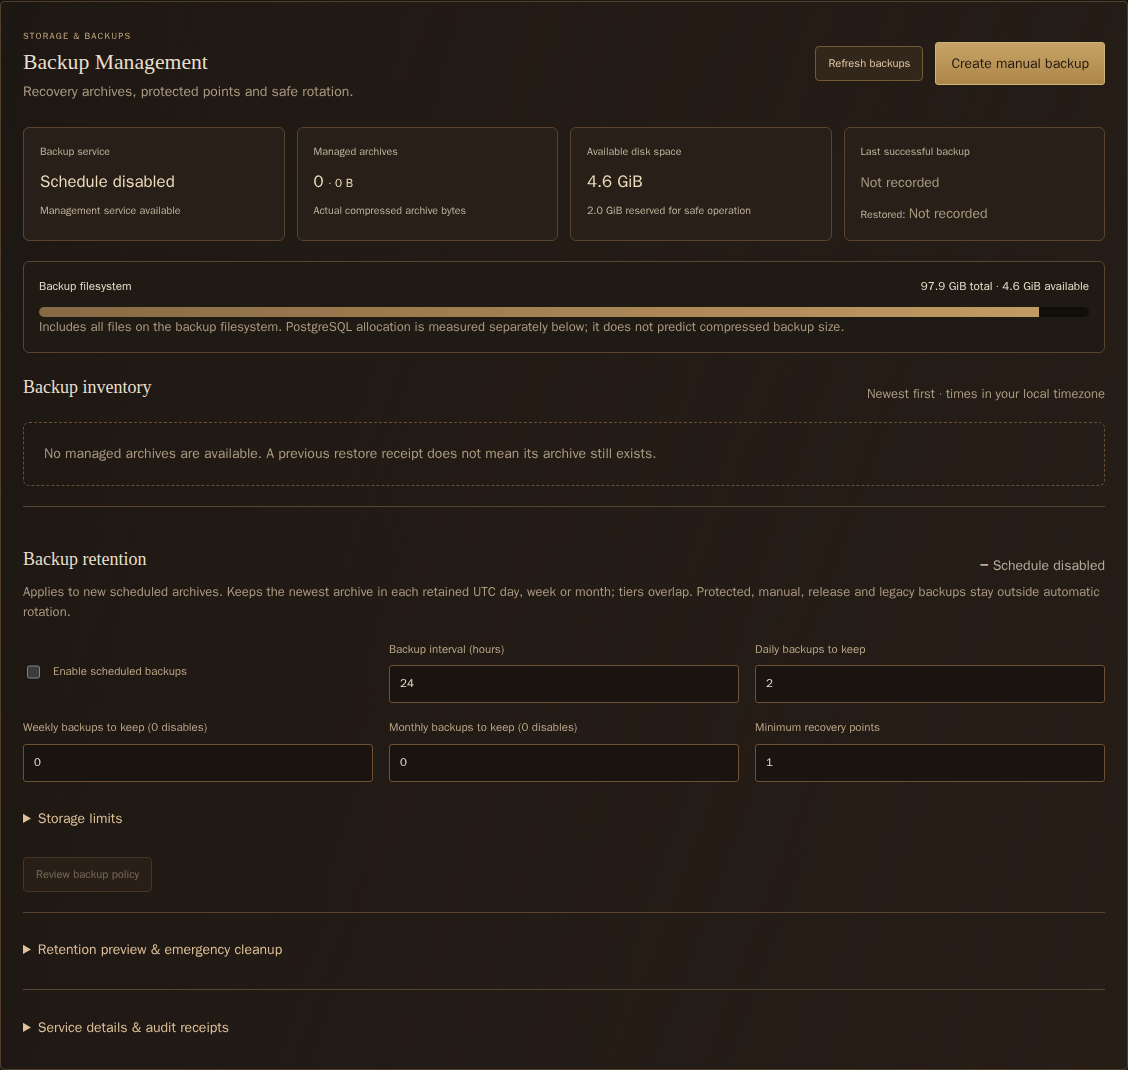 STORAGE & BACKUPS
Backup Management
Recovery archives, protected points and safe rotation.
Refresh backups
Create manual backup
Backup service
Schedule disabled
Management service available
Managed archives
0 · 0 B
Actual compressed archive bytes
Available disk space
4.6 GiB
2.0 GiB reserved for safe operation
Last successful backup
Not recorded
Restored: Not recorded
Backup filesystem
97.9 GiB total · 4.6 GiB available
Includes all files on the backup filesystem. PostgreSQL allocation is measured separately below; it does not predict compressed backup size.
Backup inventory
Newest first · times in your local timezone
No managed archives are available. A previous restore receipt does not mean its archive still exists.
Backup retention
– Schedule disabled
Applies to new scheduled archives. Keeps the newest archive in each retained UTC day, week or month; tiers overlap. Protected, manual, release and legacy backups stay outside automatic
rotation.
Enable scheduled backups
Backup interval (hours)
24
Daily backups to keep
2
Weekly backups to keep (0 disables)
0
Monthly backups to keep (0 disables)
0
Minimum recovery points
1
Storage limits
Review backup policy
Retention preview & emergency cleanup
Service details & audit receipts